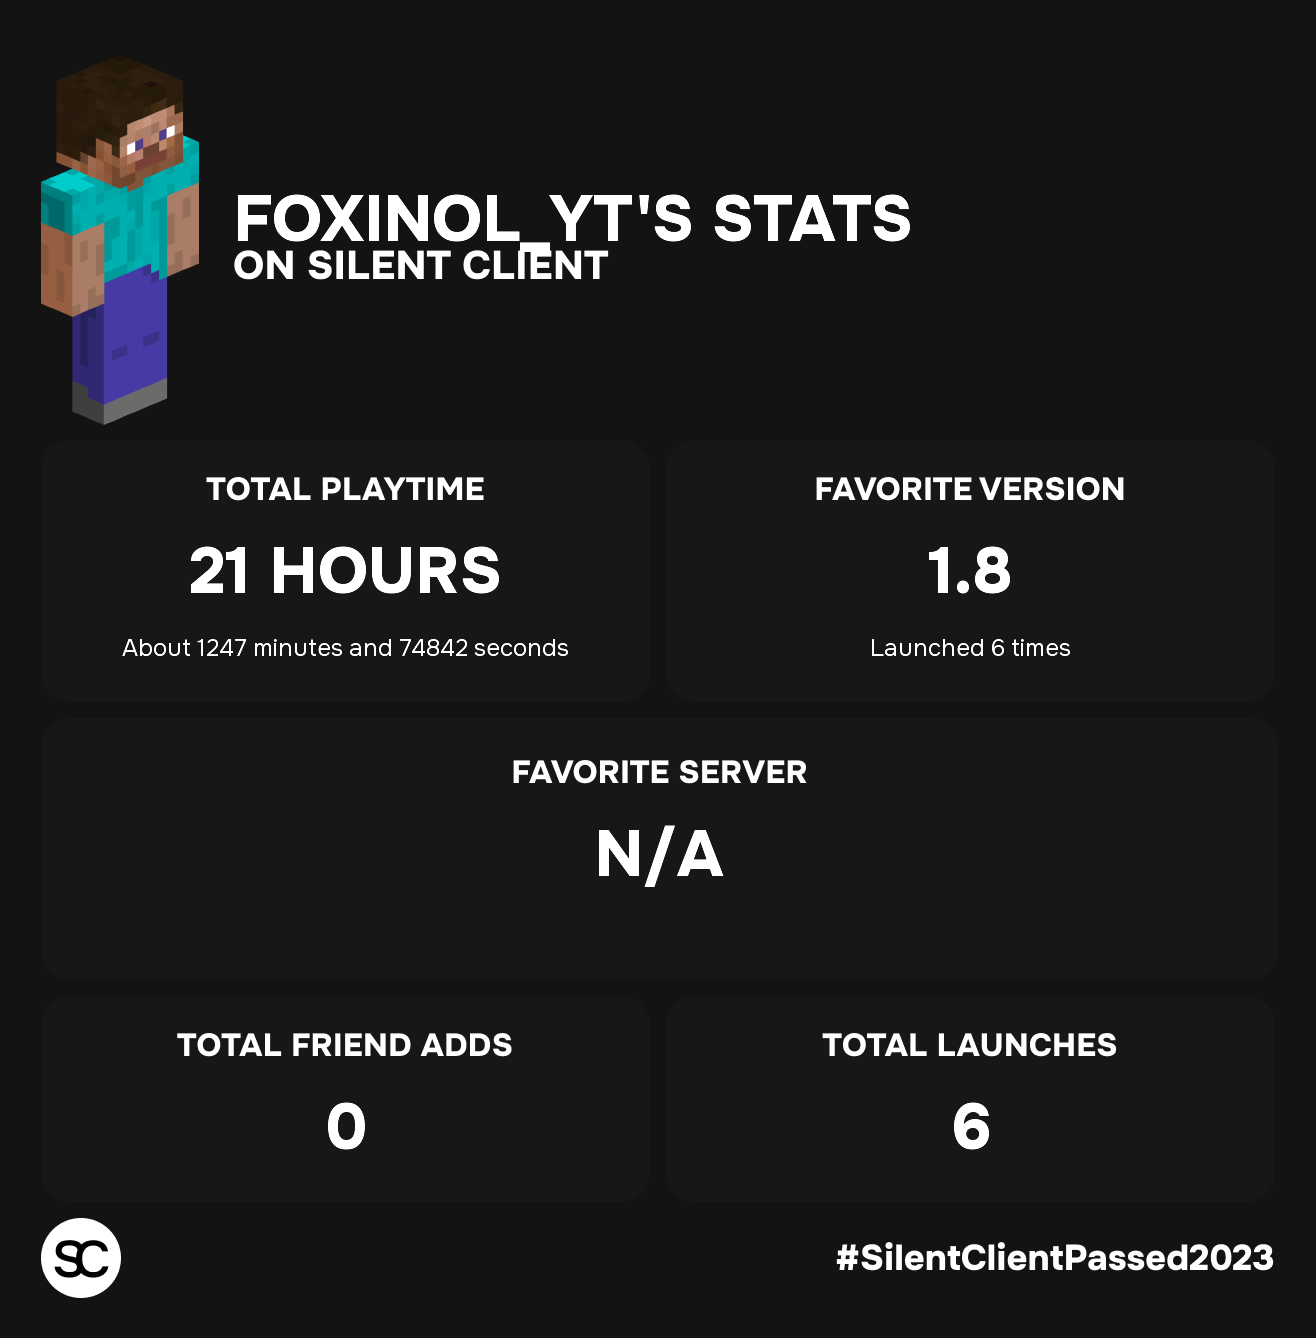 FOXINOL_YT'S STATS
ON SILENT CLIENT
TOTAL PLAYTIME
21 HOURS
About 1247 minutes and 74842 seconds
FAVORITE VERSION
1.8
Launched 6 times
FAVORITE SERVER
N/A
TOTAL FRIEND ADDS
0
TOTAL LAUNCHES
6
SC
#SilentClientPassed2023